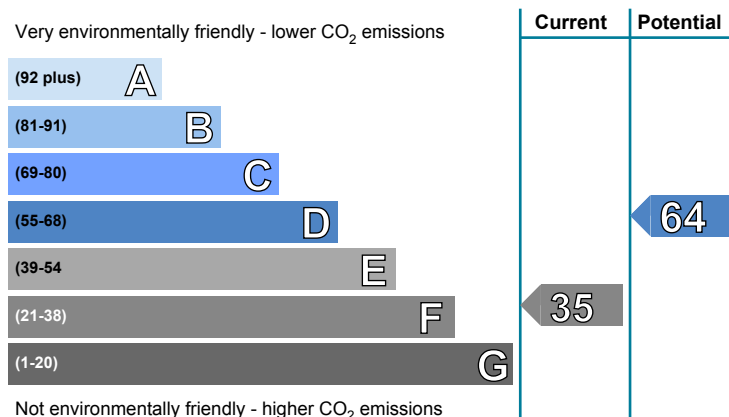 Current Potential
Very environmentally friendly - lower CO2 emissions
(92 plus) A
(81-91) B
(69-80) C
(55-68) D
64
(39-54 E
(21-38) F
35
(1-20) G
Not environmentally friendly - higher CO2 emissions